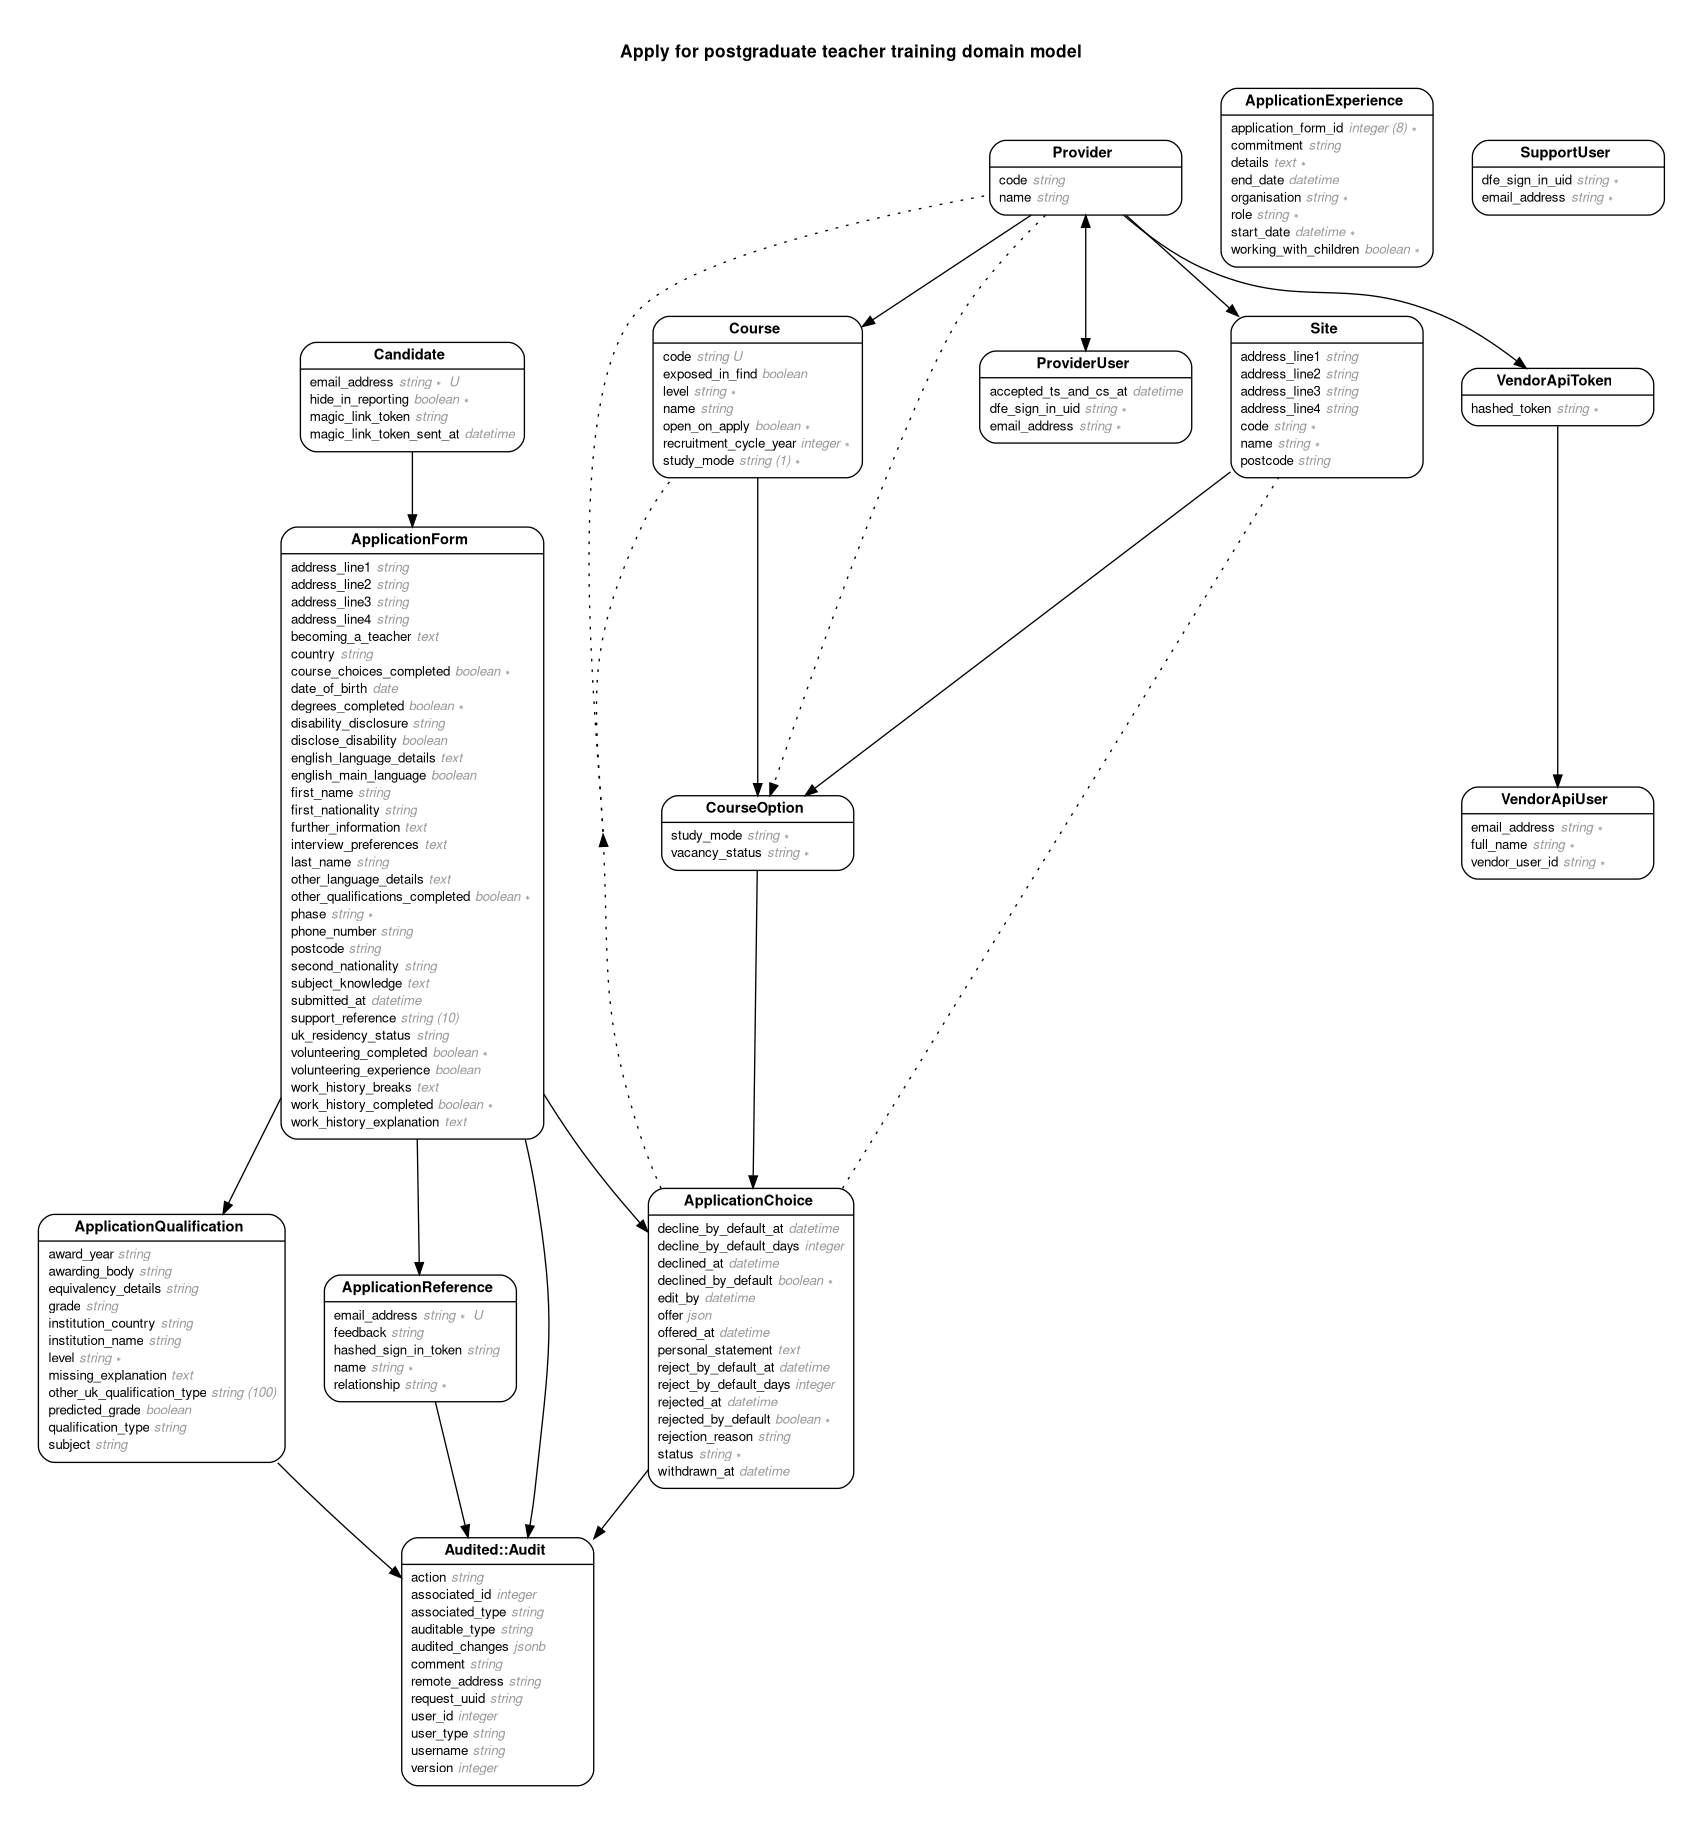 Apply for postgraduate teacher training domain model
ApplicationExperience
application_form_id integer (8) ∗
commitment string
details text ∗
end_date datetime
organisation string ∗
role string ∗
start_date datetime ∗
working_with_children boolean ∗
Provider
code string
name string
SupportUser
dfe_sign_in_uid string ∗
email_address string ∗
Course
code string U
exposed_in_find boolean
level string ∗
name string
open_on_apply boolean ∗
recruitment_cycle_year integer ∗
study_mode string (1) ∗
ProviderUser
accepted_ts_and_cs_at datetime
dfe_sign_in_uid string ∗
email_address string ∗
Site
address_line1 string
address_line2 string
address_line3 string
address_line4 string
code string ∗
name string ∗
postcode string
VendorApiToken
hashed_token string ∗
Candidate
email_address string ∗ U
hide_in_reporting boolean ∗
magic_link_token string
magic_link_token_sent_at datetime
ApplicationForm
address_line1 string
address_line2 string
address_line3 string
address_line4 string
becoming_a_teacher text
country string
course_choices_completed boolean ∗
date_of_birth date
degrees_completed boolean ∗
disability_disclosure string
disclose_disability boolean
english_language_details text
english_main_language boolean
first_name string
first_nationality string
further_information text
interview_preferences text
last_name string
other_language_details text
other_qualifications_completed boolean ∗
phase string ∗
phone_number string
postcode string
second_nationality string
subject_knowledge text
submitted_at datetime
support_reference string (10)
uk_residency_status string
volunteering_completed boolean ∗
volunteering_experience boolean
work_history_breaks text
work_history_completed boolean ∗
work_history_explanation text
CourseOption
study_mode string ∗
vacancy_status string ∗
VendorApiUser
email_address string ∗
full_name string ∗
vendor_user_id string ∗
ApplicationQualification
award_year string
awarding_body string
equivalency_details string
grade string
institution_country string
institution_name string
level string ∗
missing_explanation text
other_uk_qualification_type string (100)
predicted_grade boolean
qualification_type string
subject string
ApplicationReference
email_address string ∗ U
feedback string
hashed_sign_in_token string
name string ∗
relationship string ∗
ApplicationChoice
decline_by_default_at datetime
decline_by_default_days integer
declined_at datetime
declined_by_default boolean ∗
edit_by datetime
offer json
offered_at datetime
personal_statement text
reject_by_default_at datetime
reject_by_default_days integer
rejected_at datetime
rejected_by_default boolean ∗
rejection_reason string
status string ∗
withdrawn_at datetime
Audited::Audit
action string
associated_id integer
associated_type string
auditable_type string
audited_changes jsonb
comment string
remote_address string
request_uuid string
user_id integer
user_type string
username string
version integer